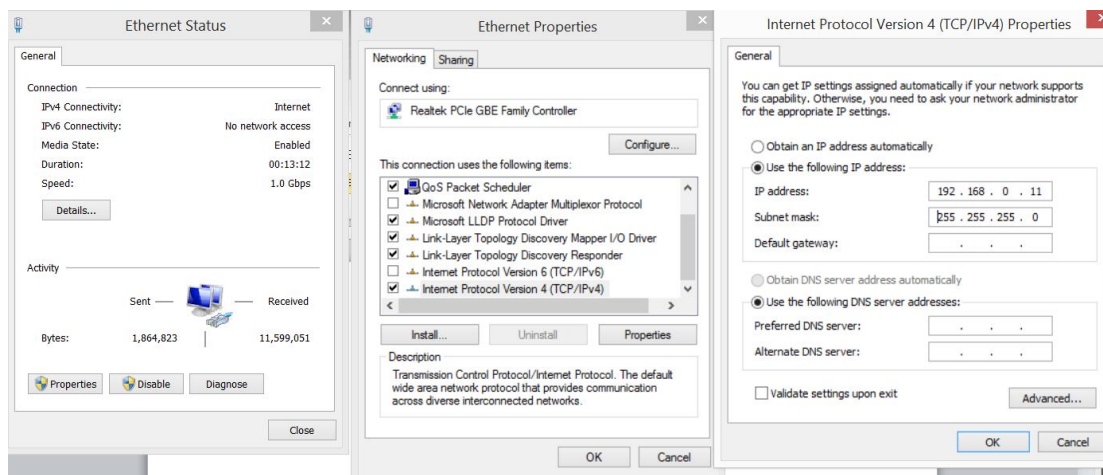 Ethernet Status
General
Connection
IPv4 Connectivity: Internet
IPv6 Connectivity: No network access
Media State: Enabled
Duration: 00:13:12
Speed: 1.0 Gbps
Details...
Activity
Sent Received
Bytes: 1,864,823 11,599,051
Properties Disable Diagnose
Close
Ethernet Properties
Networking Sharing
Connect using:
Realtek PCIe GBE Family Controller
Configure...
This connection uses the following items:
QoS Packet Scheduler
Microsoft Network Adapter Multiplexor Protocol
Microsoft LLDP Protocol Driver
Link-Layer Topology Discovery Mapper I/O Driver
Link-Layer Topology Discovery Responder
Internet Protocol Version 6 (TCP/IPv6)
Internet Protocol Version 4 (TCP/IPv4)
Install... Uninstall Properties
Description
Transmission Control Protocol/Internet Protocol. The default
wide area network protocol that provides communication
across diverse interconnected networks.
OK Cancel
Internet Protocol Version 4 (TCP/IPv4) Properties
General
You can get IP settings assigned automatically if your network supports
this capability. Otherwise, you need to ask your network administrator
for the appropriate IP settings.
Obtain an IP address automatically
Use the following IP address:
IP address: 192 . 168 . 0 . 11
Subnet mask: 255 . 255 . 255 . 0
Default gateway: . . .
Obtain DNS server address automatically
Use the following DNS server addresses:
Preferred DNS server: . . .
Alternate DNS server: . . .
Validate settings upon exit
Advanced...
OK Cancel